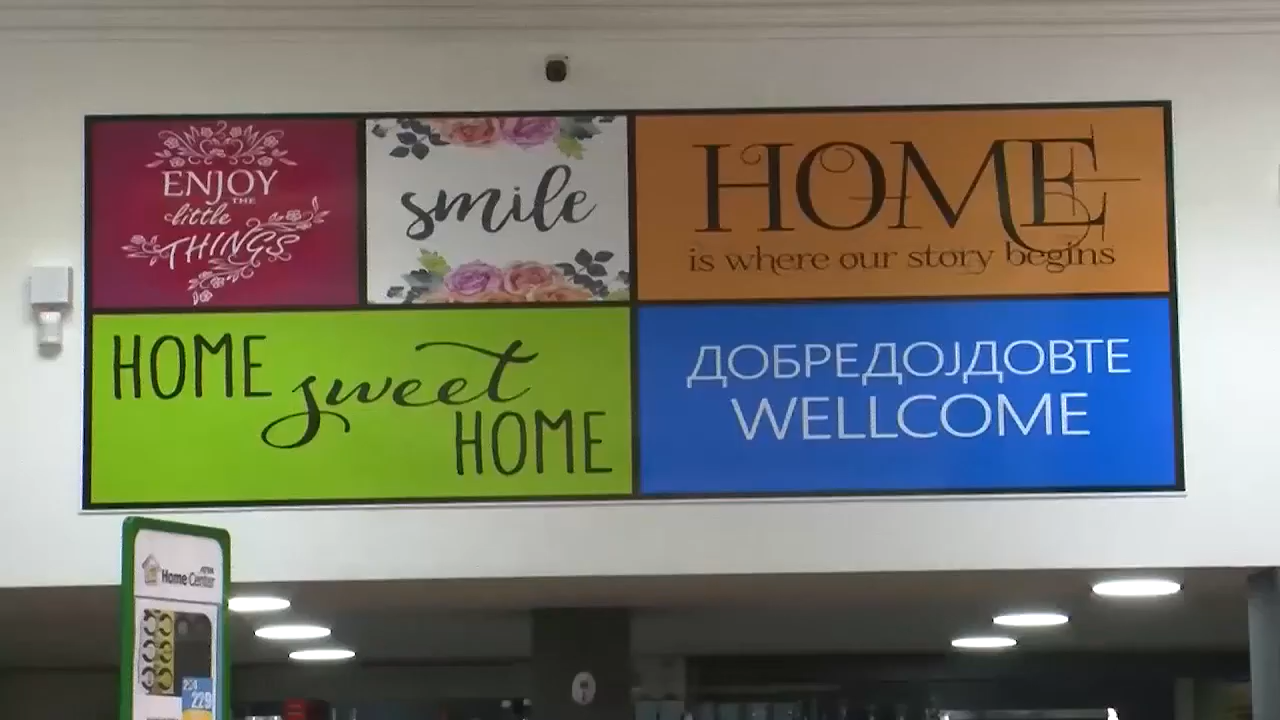 ENJOY
THE
little
THINGS
smile
HOME
is where our story begins
HOME sweet
HOME
ДОБРЕДОЈДОВТЕ
WELLCOME
Home Center
229